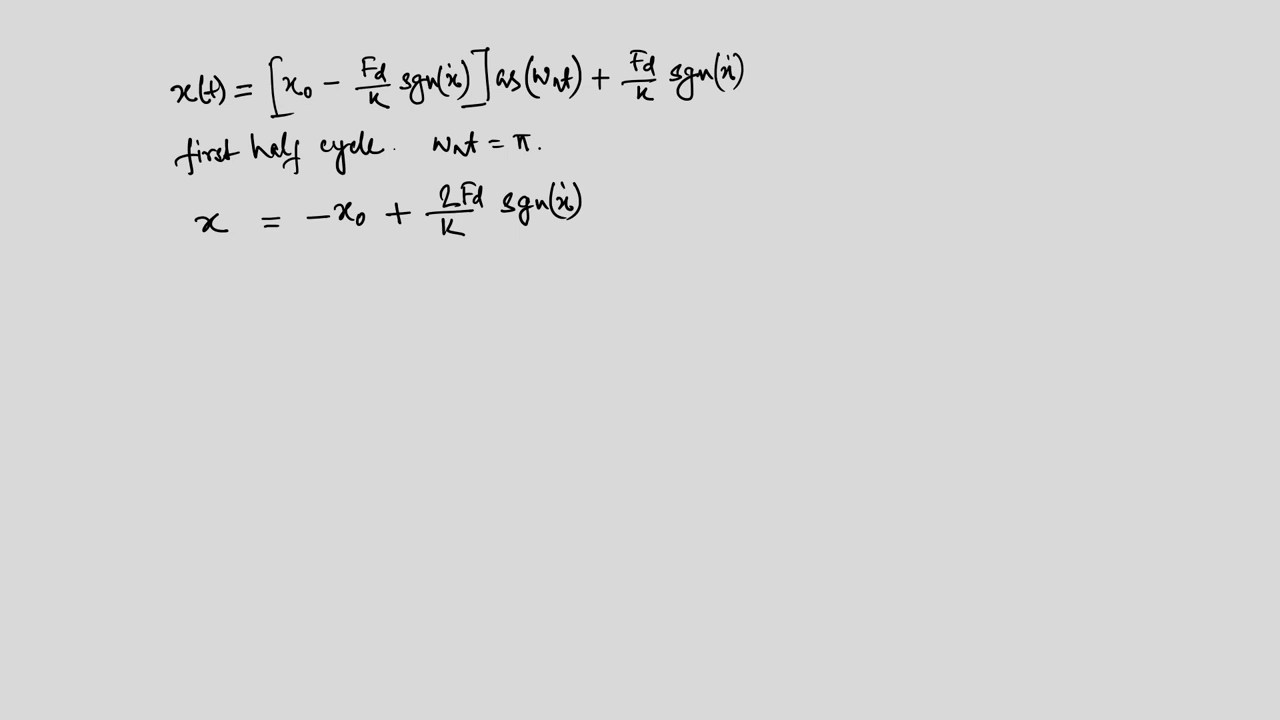 x(t) = [x₀ − Fd/K sgn(ẋ)] cos(ωnt) + Fd/K sgn(ẋ)
first half cycle. ωnt = π.
x = −x₀ + 2Fd/K sgn(ẋ)